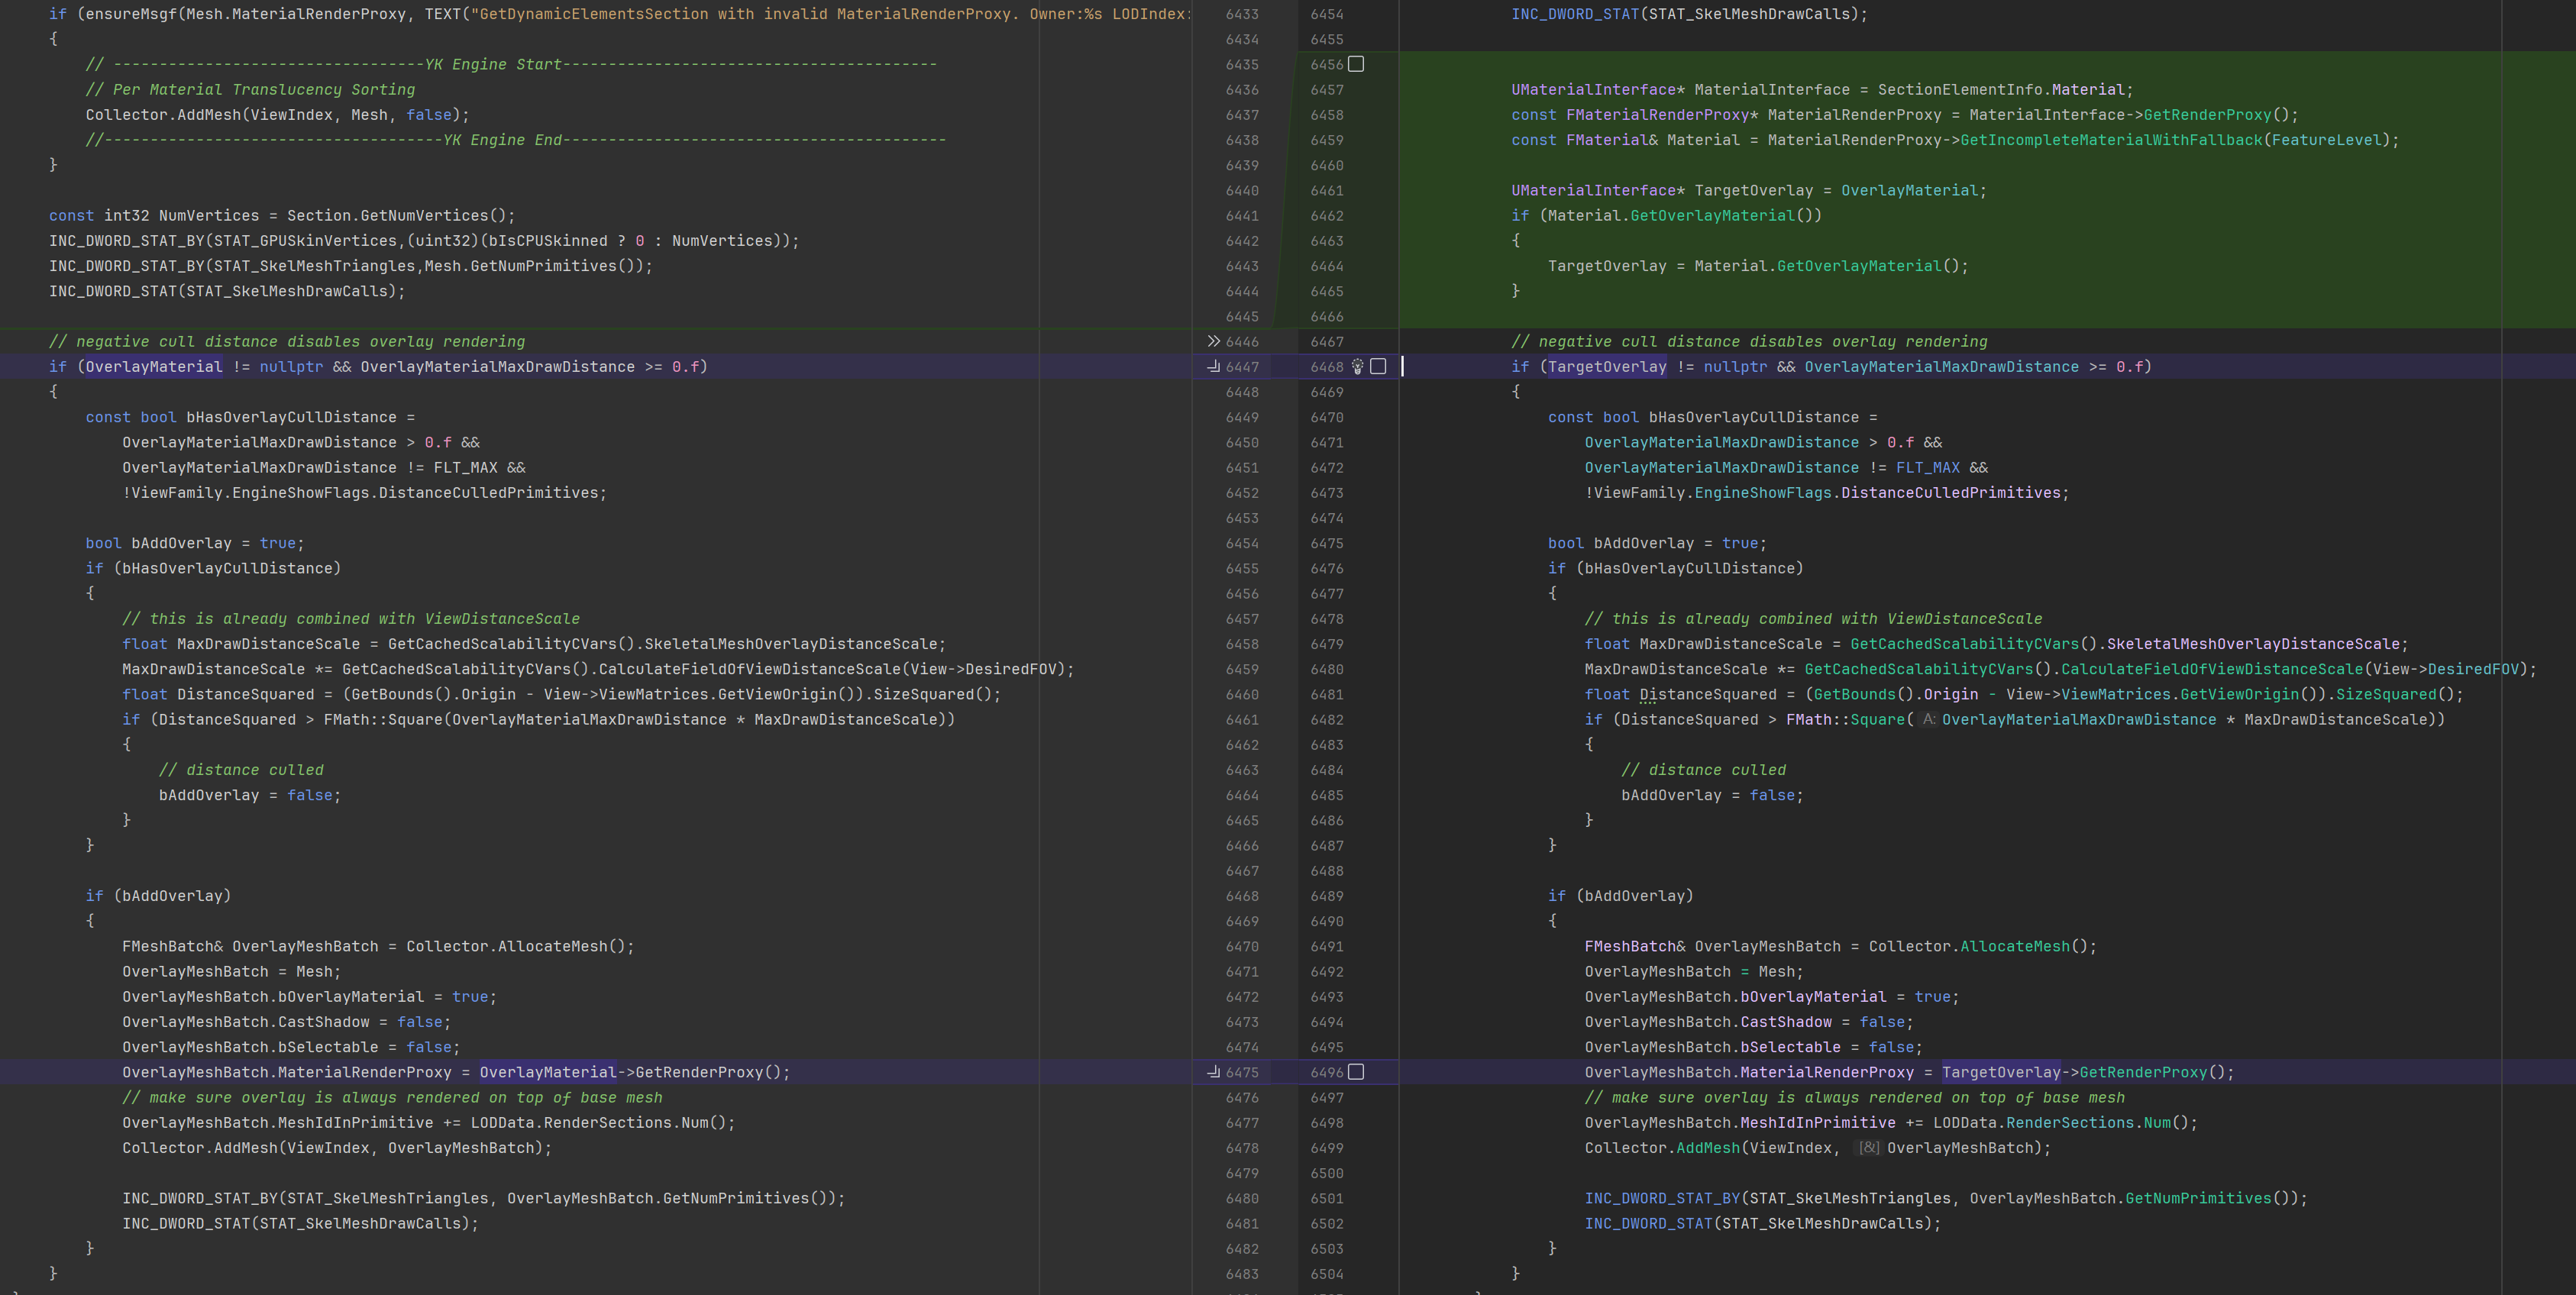 if (ensureMsgf(Mesh.MaterialRenderProxy, TEXT("GetDynamicElementsSection with invalid MaterialRenderProxy. Owner:%s LODIndex:
{
// ----------------------------------YK Engine Start-----------------------------------------
// Per Material Translucency Sorting
Collector.AddMesh(ViewIndex, Mesh, false);
//-------------------------------------YK Engine End------------------------------------------
}
const int32 NumVertices = Section.GetNumVertices();
INC_DWORD_STAT_BY(STAT_GPUSkinVertices,(uint32)(bIsCPUSkinned ? 0 : NumVertices));
INC_DWORD_STAT_BY(STAT_SkelMeshTriangles,Mesh.GetNumPrimitives());
INC_DWORD_STAT(STAT_SkelMeshDrawCalls);
// negative cull distance disables overlay rendering
if (OverlayMaterial != nullptr && OverlayMaterialMaxDrawDistance >= 0.f)
{
const bool bHasOverlayCullDistance =
OverlayMaterialMaxDrawDistance > 0.f &&
OverlayMaterialMaxDrawDistance != FLT_MAX &&
!ViewFamily.EngineShowFlags.DistanceCulledPrimitives;
bool bAddOverlay = true;
if (bHasOverlayCullDistance)
{
// this is already combined with ViewDistanceScale
float MaxDrawDistanceScale = GetCachedScalabilityCVars().SkeletalMeshOverlayDistanceScale;
MaxDrawDistanceScale *= GetCachedScalabilityCVars().CalculateFieldOfViewDistanceScale(View->DesiredFOV);
float DistanceSquared = (GetBounds().Origin - View->ViewMatrices.GetViewOrigin()).SizeSquared();
if (DistanceSquared > FMath::Square(OverlayMaterialMaxDrawDistance * MaxDrawDistanceScale))
{
// distance culled
bAddOverlay = false;
}
}
if (bAddOverlay)
{
FMeshBatch& OverlayMeshBatch = Collector.AllocateMesh();
OverlayMeshBatch = Mesh;
OverlayMeshBatch.bOverlayMaterial = true;
OverlayMeshBatch.CastShadow = false;
OverlayMeshBatch.bSelectable = false;
OverlayMeshBatch.MaterialRenderProxy = OverlayMaterial->GetRenderProxy();
// make sure overlay is always rendered on top of base mesh
OverlayMeshBatch.MeshIdInPrimitive += LODData.RenderSections.Num();
Collector.AddMesh(ViewIndex, OverlayMeshBatch);
INC_DWORD_STAT_BY(STAT_SkelMeshTriangles, OverlayMeshBatch.GetNumPrimitives());
INC_DWORD_STAT(STAT_SkelMeshDrawCalls);
}
}
6433 6454
6434 6455
6435 6456
6436 6457
6437 6458
6438 6459
6439 6460
6440 6461
6441 6462
6442 6463
6443 6464
6444 6465
6445 6466
6446 6467
6447 6468
6448 6469
6449 6470
6450 6471
6451 6472
6452 6473
6453 6474
6454 6475
6455 6476
6456 6477
6457 6478
6458 6479
6459 6480
6460 6481
6461 6482
6462 6483
6463 6484
6464 6485
6465 6486
6466 6487
6467 6488
6468 6489
6469 6490
6470 6491
6471 6492
6472 6493
6473 6494
6474 6495
6475 6496
6476 6497
6477 6498
6478 6499
6479 6500
6480 6501
6481 6502
6482 6503
6483 6504
INC_DWORD_STAT(STAT_SkelMeshDrawCalls);
UMaterialInterface* MaterialInterface = SectionElementInfo.Material;
const FMaterialRenderProxy* MaterialRenderProxy = MaterialInterface->GetRenderProxy();
const FMaterial& Material = MaterialRenderProxy->GetIncompleteMaterialWithFallback(FeatureLevel);
UMaterialInterface* TargetOverlay = OverlayMaterial;
if (Material.GetOverlayMaterial())
{
TargetOverlay = Material.GetOverlayMaterial();
}
// negative cull distance disables overlay rendering
if (TargetOverlay != nullptr && OverlayMaterialMaxDrawDistance >= 0.f)
{
const bool bHasOverlayCullDistance =
OverlayMaterialMaxDrawDistance > 0.f &&
OverlayMaterialMaxDrawDistance != FLT_MAX &&
!ViewFamily.EngineShowFlags.DistanceCulledPrimitives;
bool bAddOverlay = true;
if (bHasOverlayCullDistance)
{
// this is already combined with ViewDistanceScale
float MaxDrawDistanceScale = GetCachedScalabilityCVars().SkeletalMeshOverlayDistanceScale;
MaxDrawDistanceScale *= GetCachedScalabilityCVars().CalculateFieldOfViewDistanceScale(View->DesiredFOV);
float DistanceSquared = (GetBounds().Origin - View->ViewMatrices.GetViewOrigin()).SizeSquared();
if (DistanceSquared > FMath::Square( A: OverlayMaterialMaxDrawDistance * MaxDrawDistanceScale))
{
// distance culled
bAddOverlay = false;
}
}
if (bAddOverlay)
{
FMeshBatch& OverlayMeshBatch = Collector.AllocateMesh();
OverlayMeshBatch = Mesh;
OverlayMeshBatch.bOverlayMaterial = true;
OverlayMeshBatch.CastShadow = false;
OverlayMeshBatch.bSelectable = false;
OverlayMeshBatch.MaterialRenderProxy = TargetOverlay->GetRenderProxy();
// make sure overlay is always rendered on top of base mesh
OverlayMeshBatch.MeshIdInPrimitive += LODData.RenderSections.Num();
Collector.AddMesh(ViewIndex, [&] OverlayMeshBatch);
INC_DWORD_STAT_BY(STAT_SkelMeshTriangles, OverlayMeshBatch.GetNumPrimitives());
INC_DWORD_STAT(STAT_SkelMeshDrawCalls);
}
}